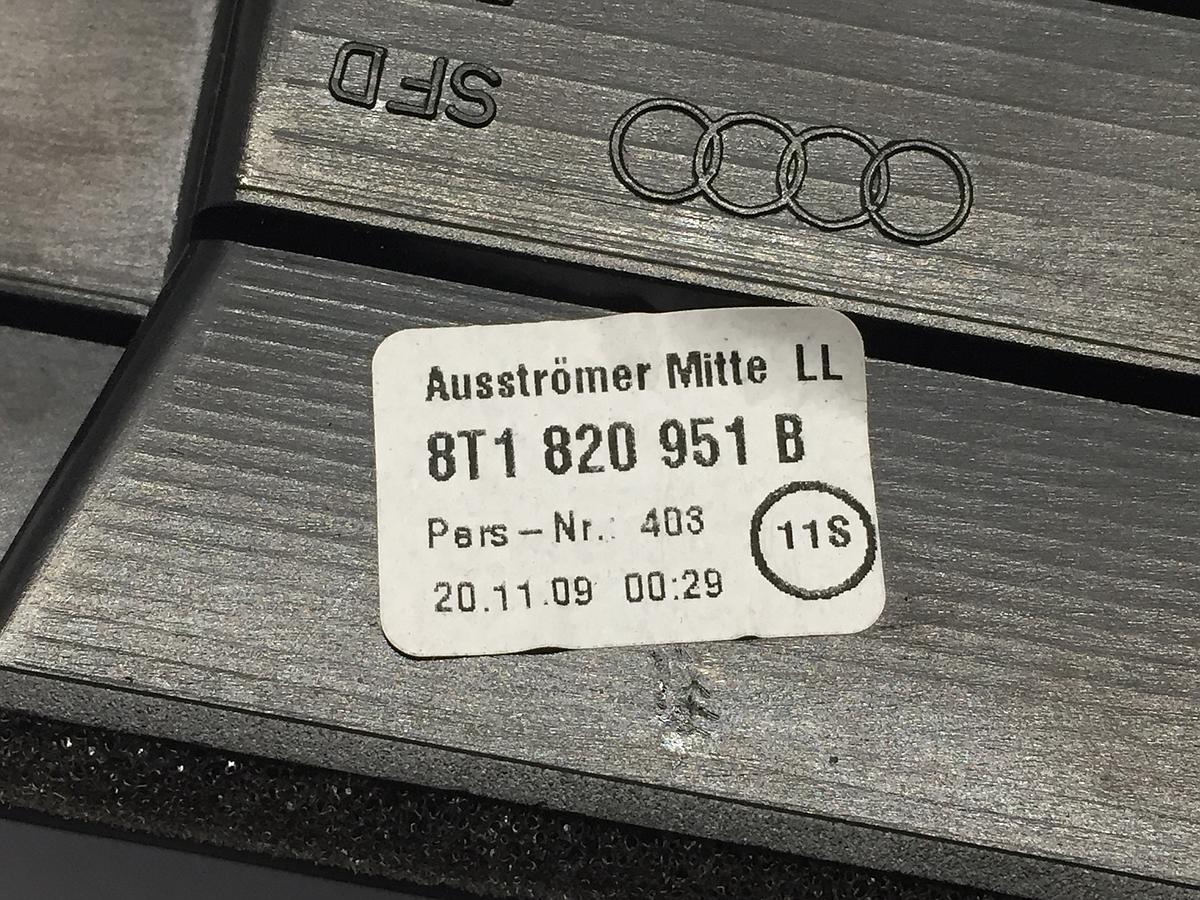 SFD
Ausströmer Mitte LL
8T1 820 951 B
Pers-Nr.: 403
11S
20.11.09 00:29